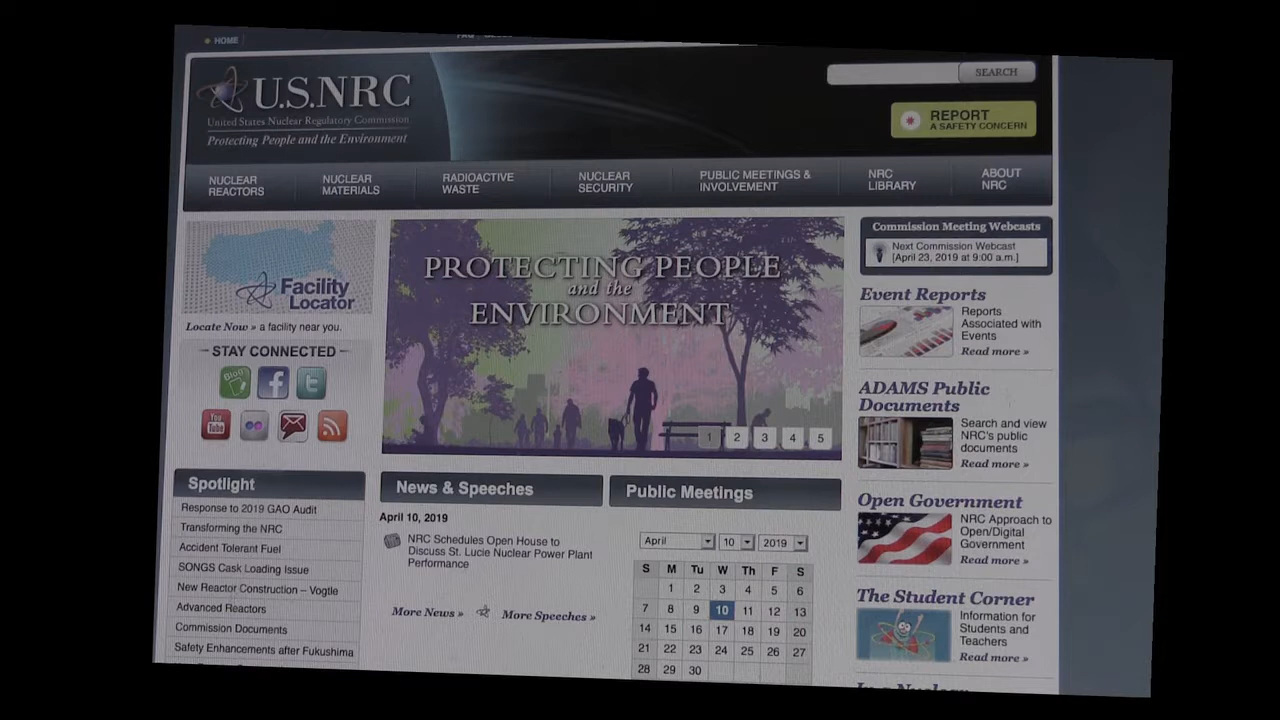 HOME
U.S.NRC
United States Nuclear Regulatory Commission
Protecting People and the Environment
SEARCH
REPORT
A SAFETY CONCERN
NUCLEAR
REACTORS
NUCLEAR
MATERIALS
RADIOACTIVE
WASTE
NUCLEAR
SECURITY
PUBLIC MEETINGS &
INVOLVEMENT
NRC
LIBRARY
ABOUT
NRC
Facility
Locator
Locate Now » a facility near you.
STAY CONNECTED
Blog
You
Tube
Spotlight
Response to 2019 GAO Audit
Transforming the NRC
Accident Tolerant Fuel
SONGS Cask Loading Issue
New Reactor Construction – Vogtle
Advanced Reactors
Commission Documents
Safety Enhancements after Fukushima
PROTECTING PEOPLE
and the
ENVIRONMENT
1 2 3 4 5
News & Speeches
April 10, 2019
NRC Schedules Open House to
Discuss St. Lucie Nuclear Power Plant
Performance
More News » More Speeches »
Public Meetings
April 10 2019
S M Tu W Th F S
1 2 3 4 5 6
7 8 9 10 11 12 13
14 15 16 17 18 19 20
21 22 23 24 25 26 27
28 29 30
Commission Meeting Webcasts
Next Commission Webcast
[April 23, 2019 at 9:00 a.m.]
Event Reports
Reports
Associated with
Events
Read more »
ADAMS Public
Documents
Search and view
NRC's public
documents
Read more »
Open Government
NRC Approach to
Open/Digital
Government
Read more »
The Student Corner
Information for
Students and
Teachers
Read more »